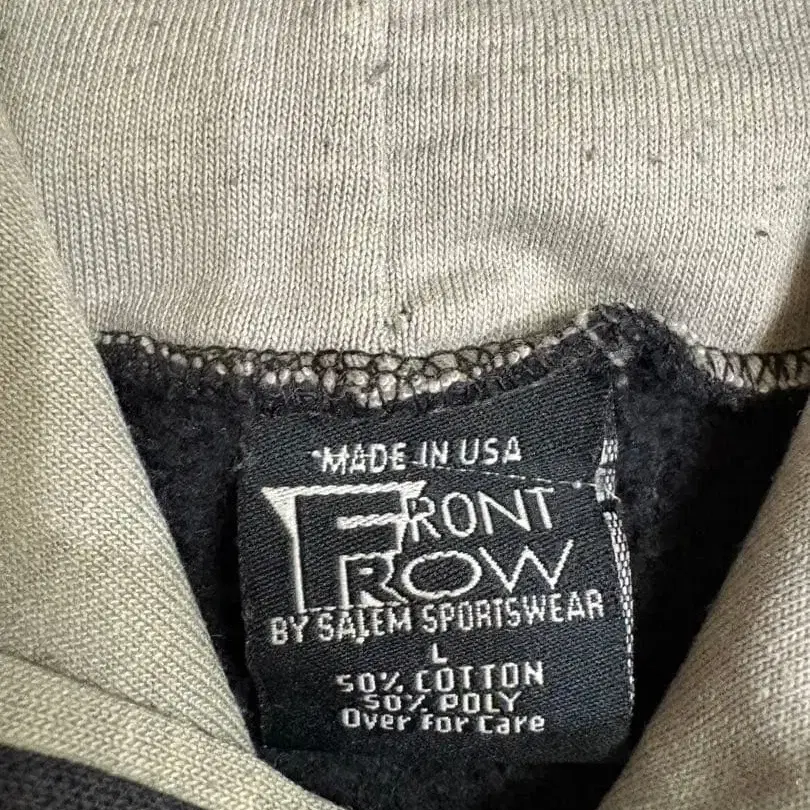 MADE IN USA
FRONT
ROW
BY SALEM SPORTSWEAR
L
50% COTTON
50% POLY
Over For Care